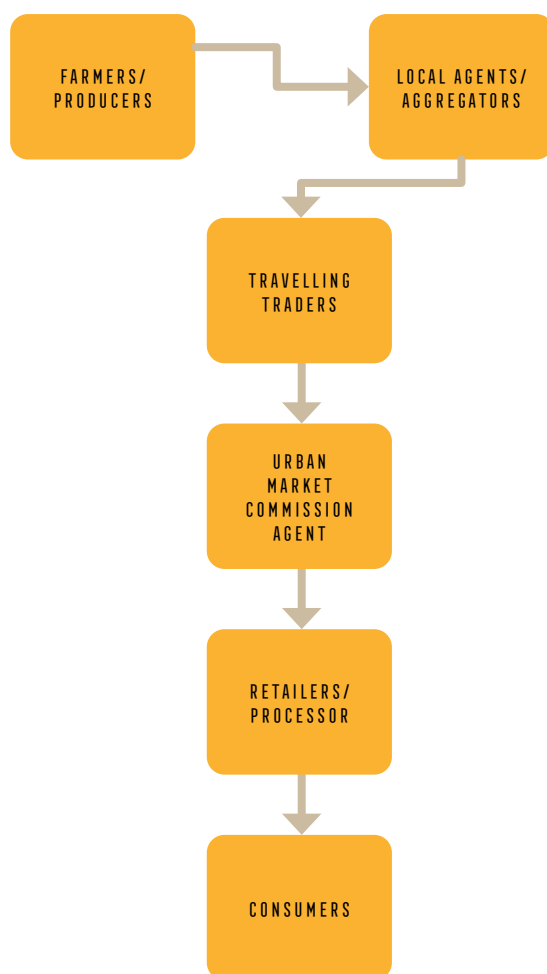 FARMERS/
PRODUCERS
LOCAL AGENTS/
AGGREGATORS
TRAVELLING
TRADERS
URBAN
MARKET
COMMISSION
AGENT
RETAILERS/
PROCESSOR
CONSUMERS